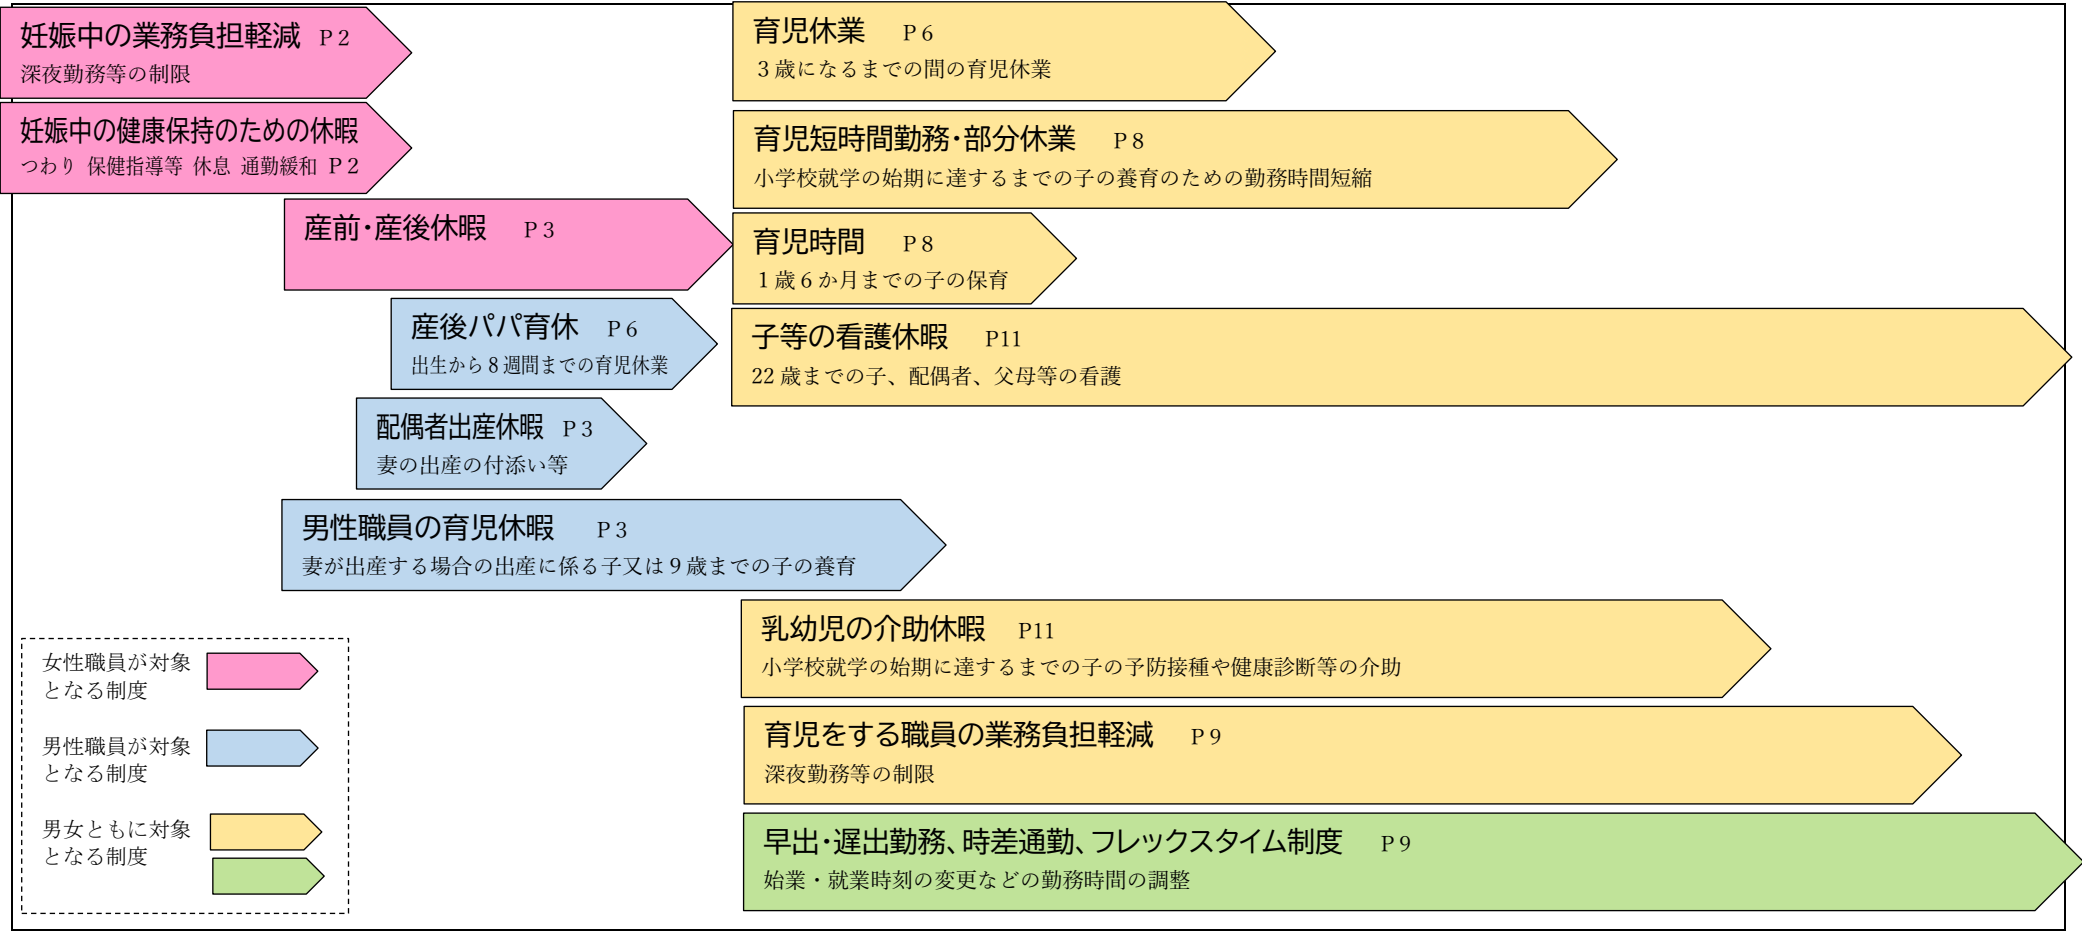 妊娠中の業務負担軽減 P 2
深夜勤務等の制限
妊娠中の健康保持のための休暇
つわり 保健指導等 休息 通勤緩和 P 2
産前・産後休暇 P 3
産後パパ育休 P 6
出生から8週間までの育児休業
配偶者出産休暇 P 3
妻の出産の付添い等
男性職員の育児休暇 P 3
妻が出産する場合の出産に係る子又は9歳までの子の養育
育児休業 P 6
3歳になるまでの間の育児休業
育児短時間勤務・部分休業 P 8
小学校就学の始期に達するまでの子の養育のための勤務時間短縮
育児時間 P 8
1歳6か月までの子の保育
子等の看護休暇 P11
22歳までの子、配偶者、父母等の看護
乳幼児の介助休暇 P11
小学校就学の始期に達するまでの子の予防接種や健康診断等の介助
育児をする職員の業務負担軽減 P 9
深夜勤務等の制限
早出・遅出勤務、時差通勤、フレックスタイム制度 P 9
始業・就業時刻の変更などの勤務時間の調整
女性職員が対象
となる制度
男性職員が対象
となる制度
男女ともに対象
となる制度